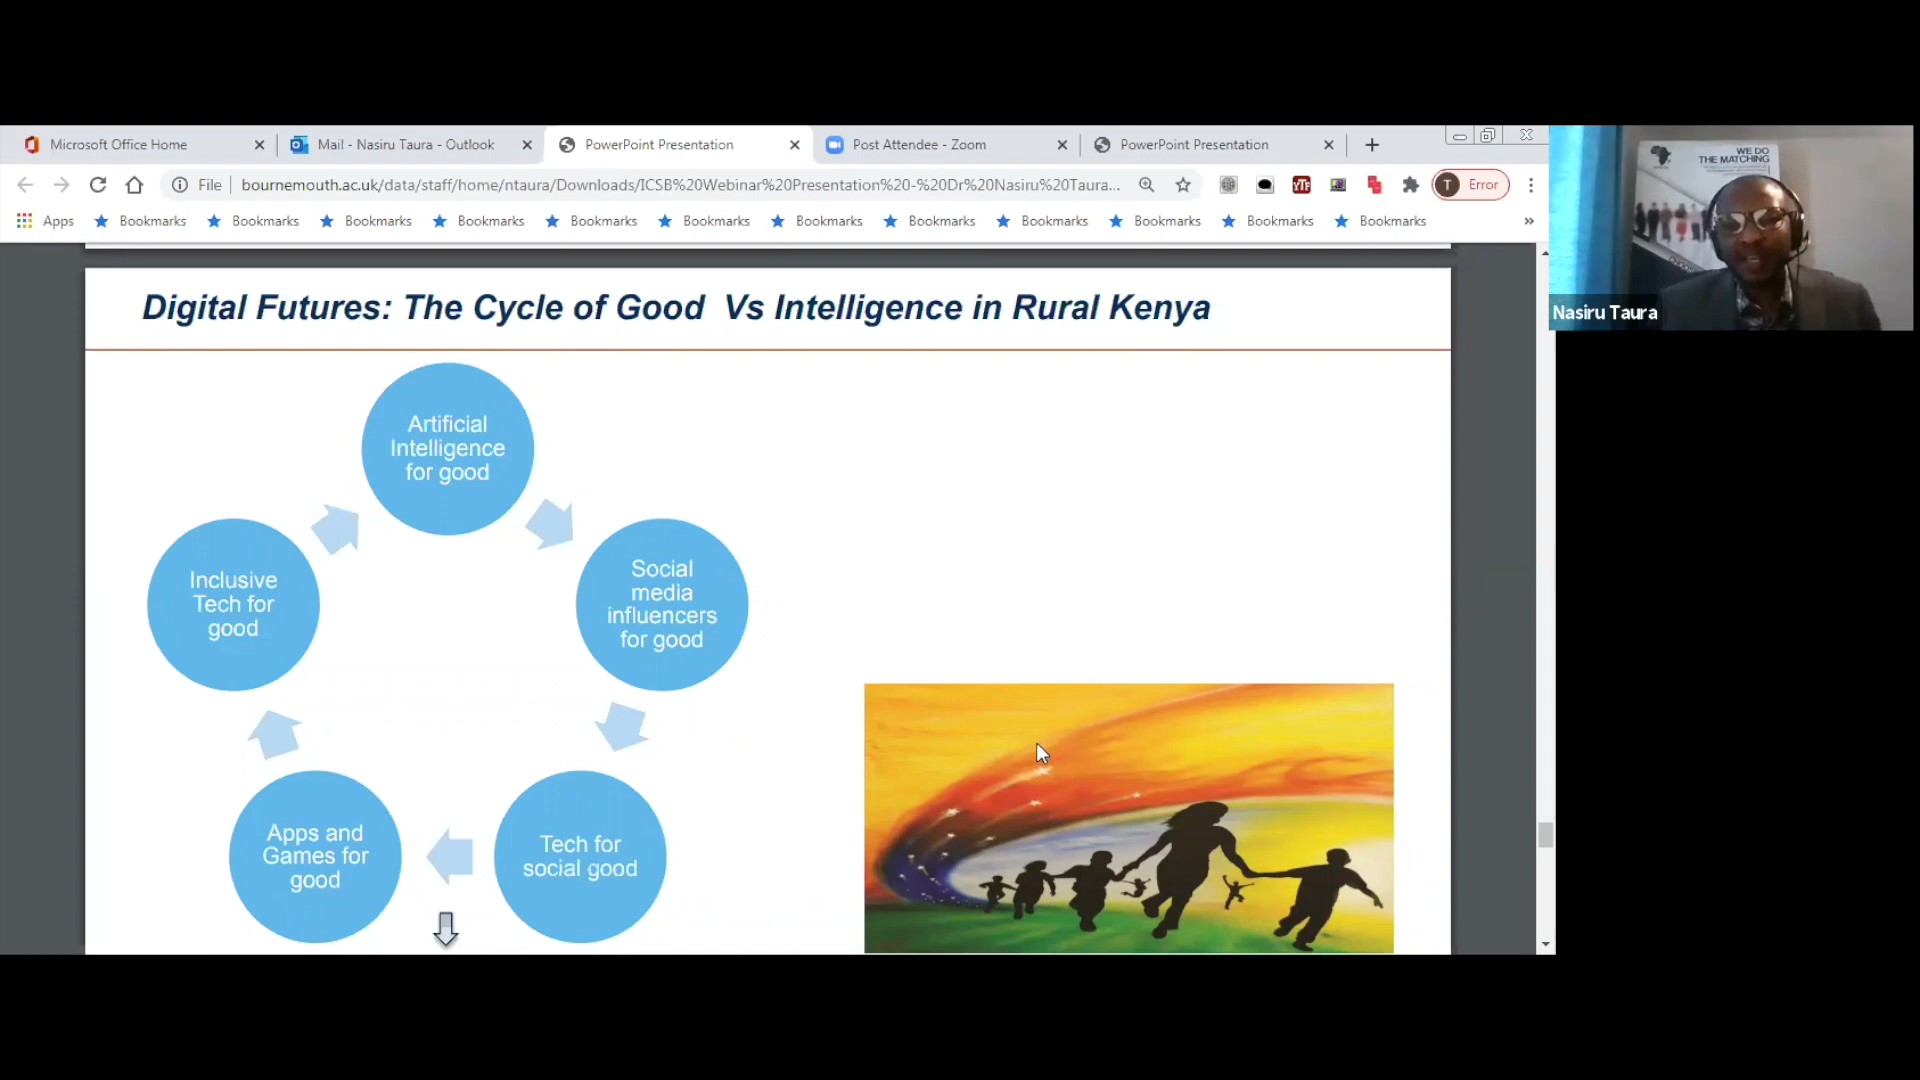 Microsoft Office Home
Mail - Nasiru Taura - Outlook
PowerPoint Presentation
Post Attendee - Zoom
PowerPoint Presentation
File
bournemouth.ac.uk/data/staff/home/ntaura/Downloads/ICSB%20Webinar%20Presentation%20-%20Dr%20Nasiru%20Taura...
YTF
T Error
Apps
Bookmarks
Bookmarks
Bookmarks
Bookmarks
Bookmarks
Bookmarks
Bookmarks
Bookmarks
Bookmarks
Bookmarks
Bookmarks
Bookmarks
WE DO
THE MATCHING
Nasiru Taura
Digital Futures: The Cycle of Good Vs Intelligence in Rural Kenya
Artificial
Intelligence
for good
Social
media
influencers
for good
Tech for
social good
Apps and
Games for
good
Inclusive
Tech for
good